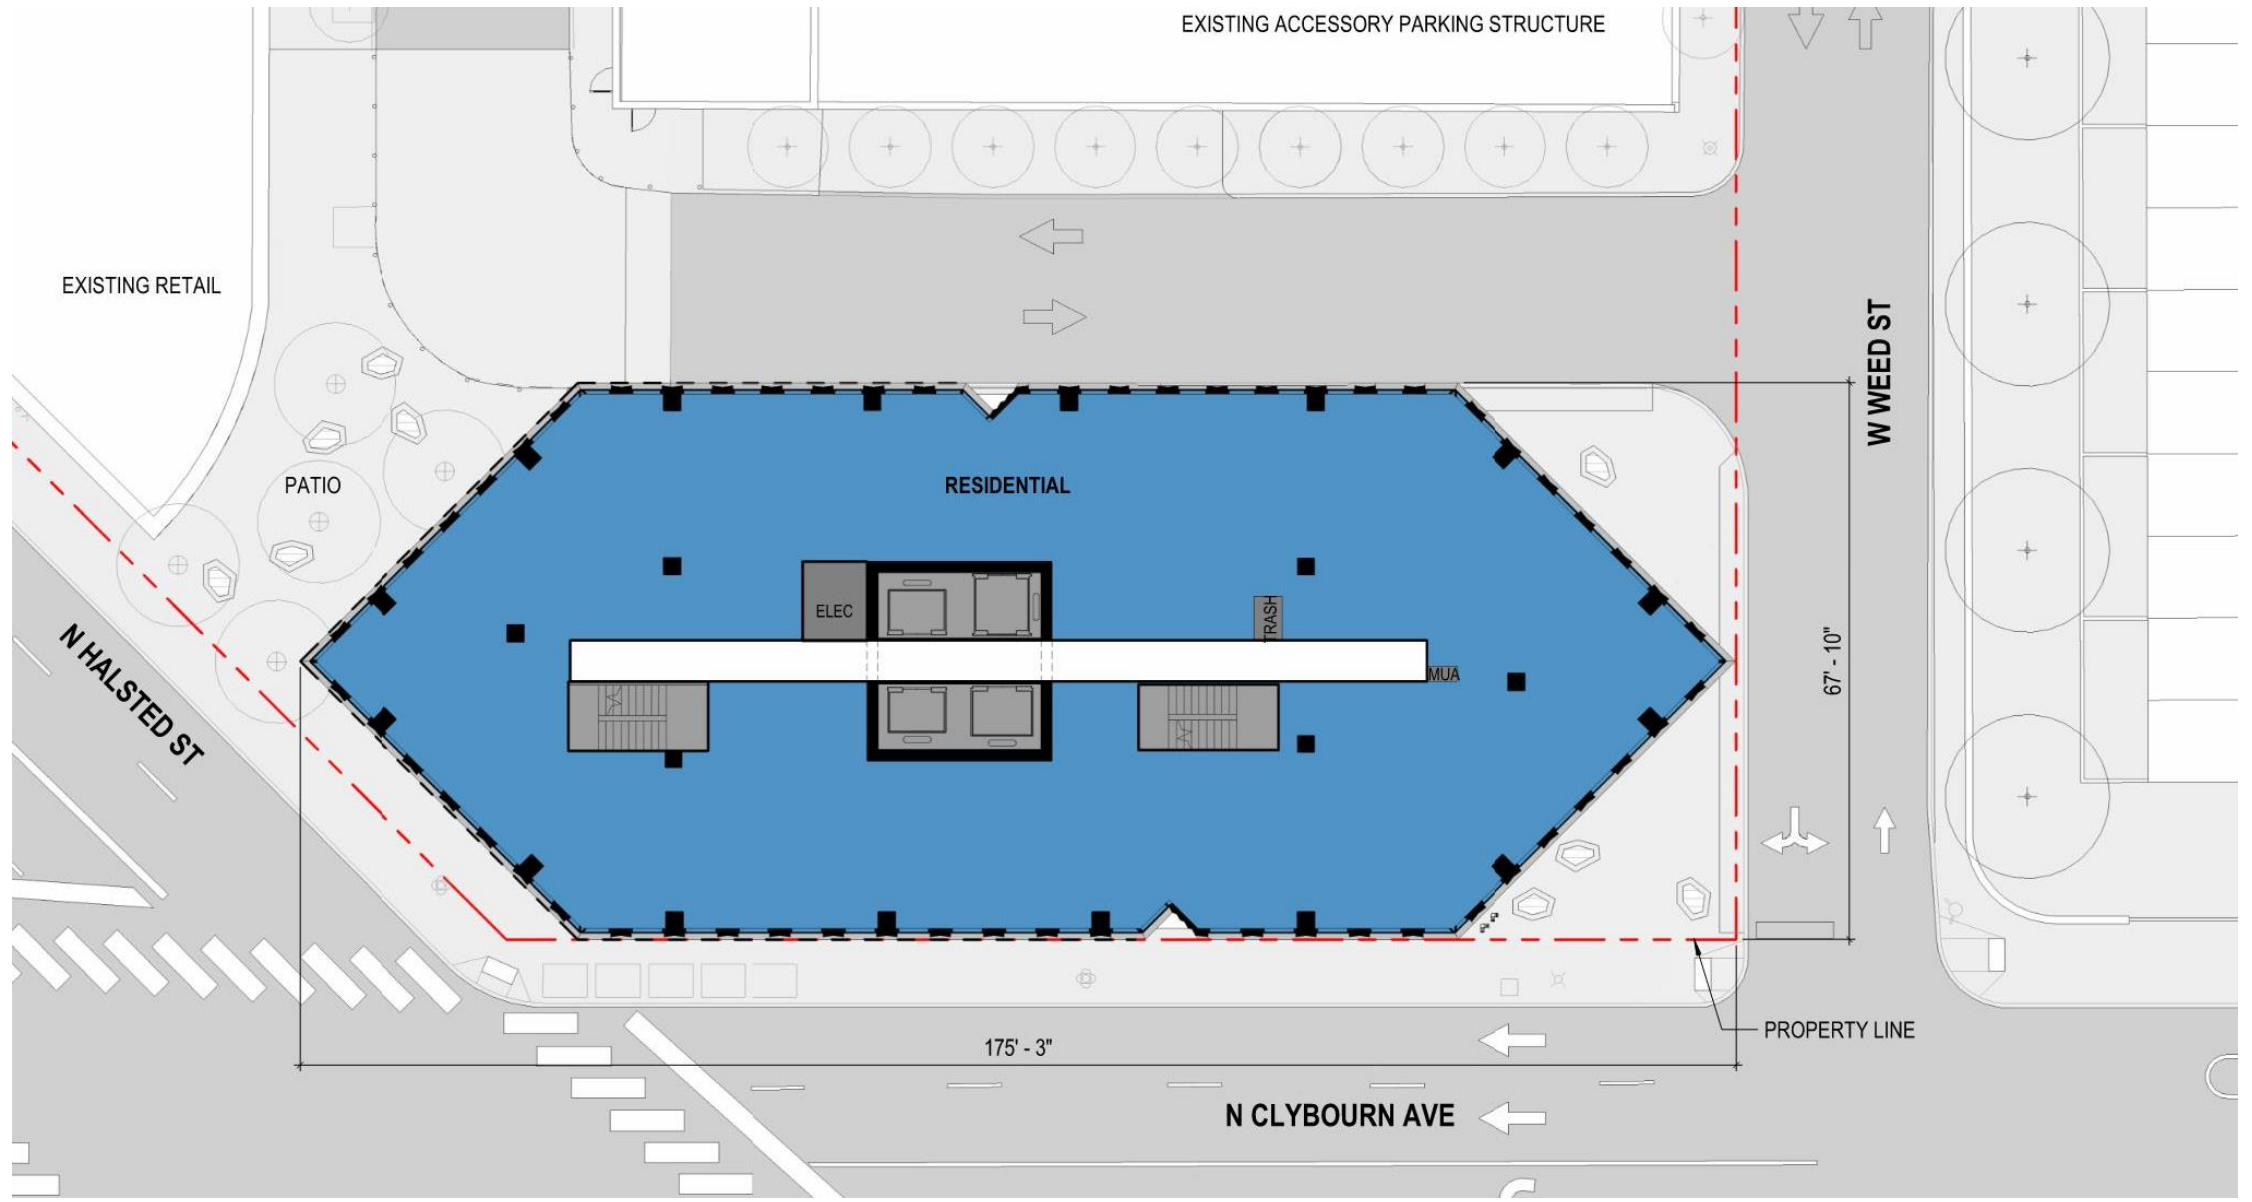 EXISTING ACCESSORY PARKING STRUCTURE
EXISTING RETAIL
W WEED ST
PATIO
RESIDENTIAL
ELEC
TRASH
MUA
67' - 10"
N HALSTED ST
PROPERTY LINE
175' - 3"
N CLYBOURN AVE